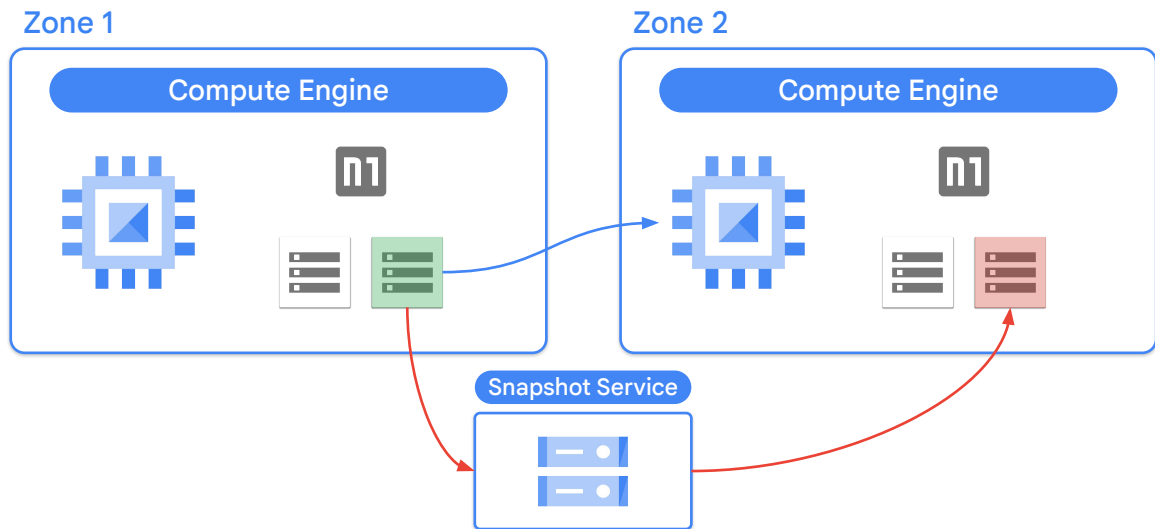 Zone 1
Zone 2
Compute Engine
Compute Engine
n1
n1
Snapshot Service